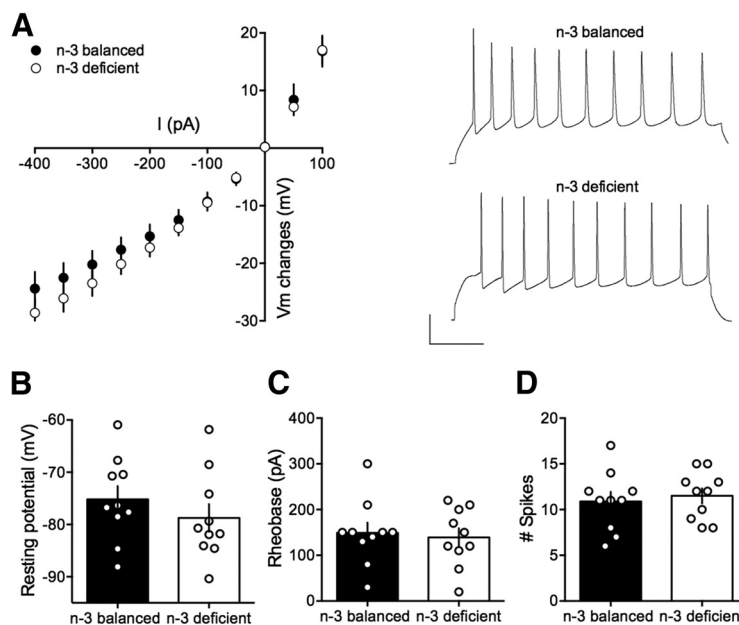 A
n-3 balanced
n-3 deficient
I (pA)
-400 -300 -200 -100 100
20
10
-10
-20
-30
Vm changes (mV)
n-3 balanced
n-3 deficient
B
Resting potential (mV)
-60
-70
-80
-90
n-3 balanced n-3 deficient
C
Rheobase (pA)
400
300
200
100
0
n-3 balanced n-3 deficient
D
# Spikes
20
15
10
5
0
n-3 balanced n-3 deficient